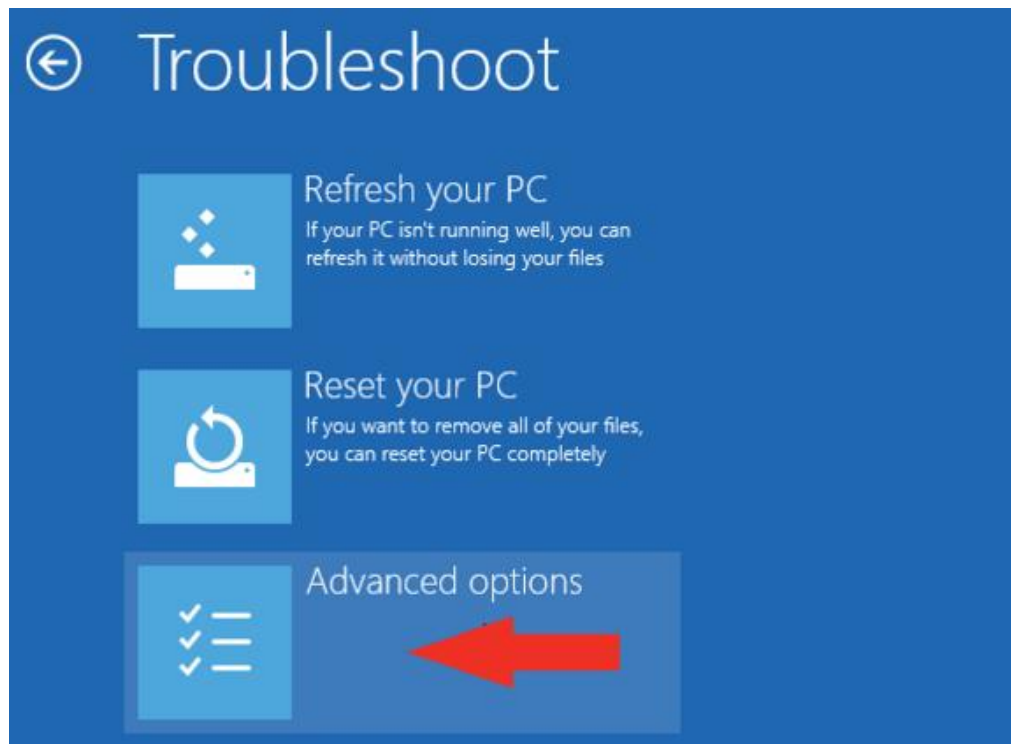 Troubleshoot
Refresh your PC
If your PC isn't running well, you can
refresh it without losing your files
Reset your PC
If you want to remove all of your files,
you can reset your PC completely
Advanced options